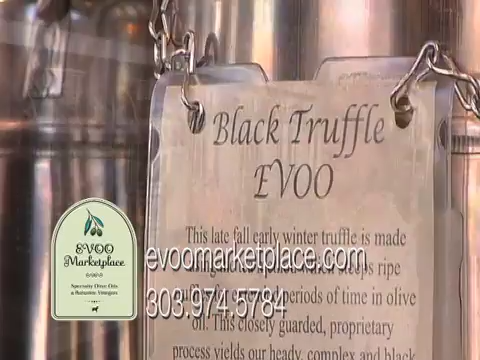 Black Truffle
EVOO
This late fall early winter truffle is made
ripe
periods of time in olive
oil. This closely guarded, proprietary
process yields our heady, complex and black
EVOO
Marketplace
Specialty Olive Oils
& Balsamic Vinegars
evoomarketplace.com
303.974.5784